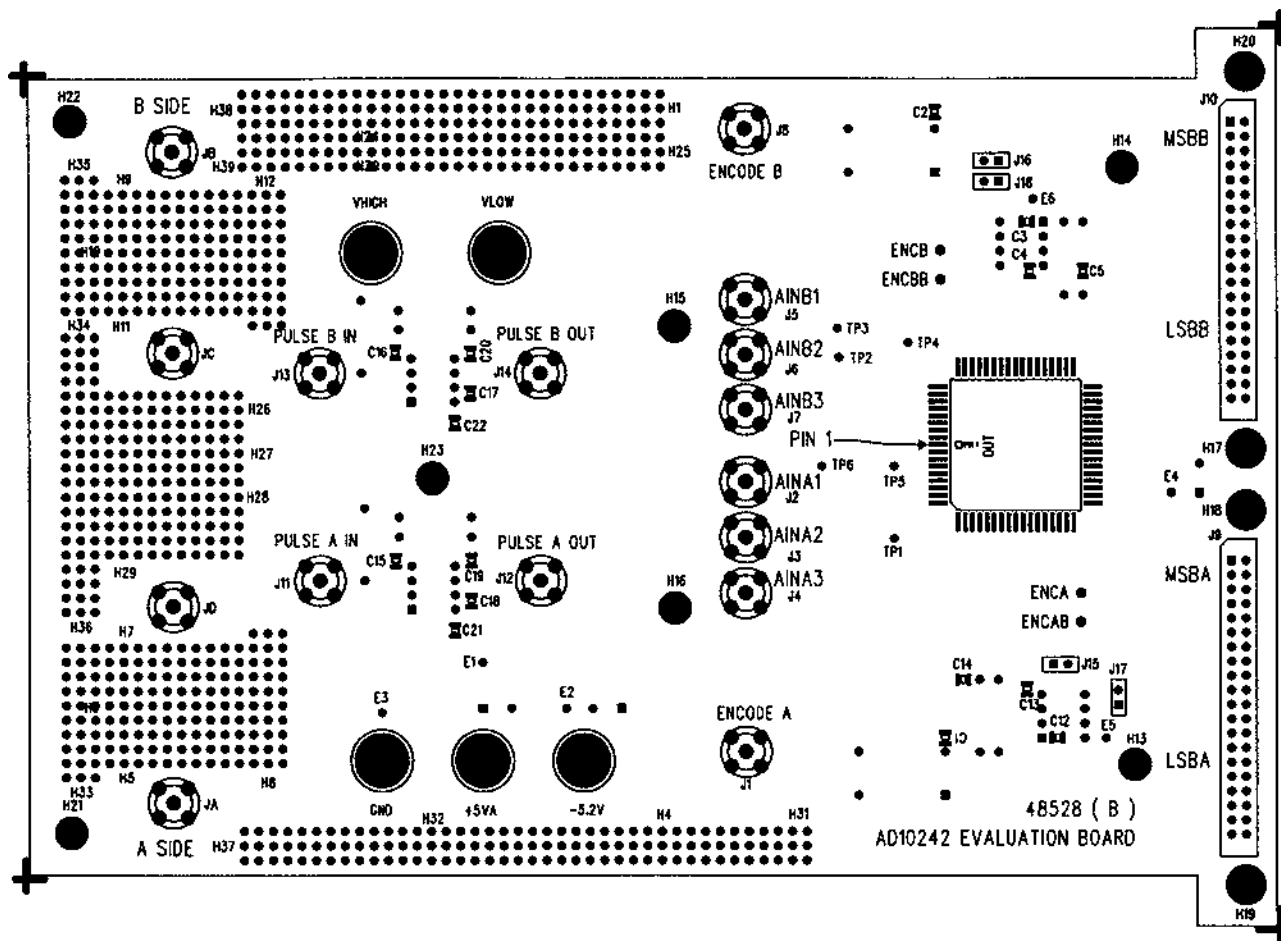 H20
H22
B SIDE
H38
H1
J10
C2
MSBB
J8
H24
H14
JB
H39
H25
ENCODE B
J16
H35
H9
H12
J18
E6
VHIGH
VLOW
C3
H10
ENCB
C4
C5
ENCBB
AINB1
H15
J5
H34
H11
TP3
LSBB
PULSE B IN
PULSE B OUT
TP4
JC
C16
C20
AINB2
TP2
J13
J14
J6
C17
H26
AINB3
C22
J7
PIN 1
OUT
H23
H17
H27
TP6
E4
AINA1
TP5
H28
J2
H18
J9
PULSE A IN
PULSE A OUT
AINA2
TP1
C15
J3
H29
C19
MSBA
J11
J12
H16
AINA3
JD
C18
ENCA
J4
H36
H7
C21
ENCAB
E1
C14
J15
J17
E3
E2
C13
ENCODE A
C12
E5
C1
H13
H5
H6
LSBA
H33
J1
H21
JA
GND
+5VA
-5.2V
48528 ( B )
H32
H4
H31
A SIDE
H37
AD10242 EVALUATION BOARD
H19